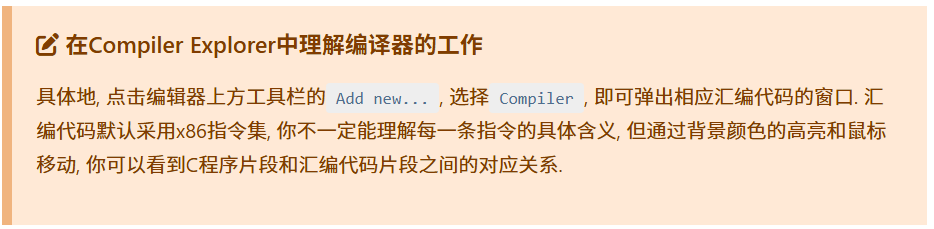 在Compiler Explorer中理解编译器的工作
具体地, 点击编辑器上方工具栏的 Add new... , 选择 Compiler , 即可弹出相应汇编代码的窗口. 汇
编代码默认采用x86指令集, 你不一定能理解每一条指令的具体含义, 但通过背景颜色的高亮和鼠标
移动, 你可以看到C程序片段和汇编代码片段之间的对应关系.